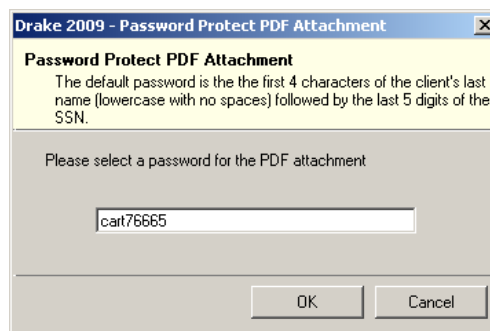 Drake 2009 - Password Protect PDF Attachment
Password Protect PDF Attachment
The default password is the the first 4 characters of the client's last
name (lowercase with no spaces) followed by the last 5 digits of the
SSN.
Please select a password for the PDF attachment
cart76665
OK
Cancel